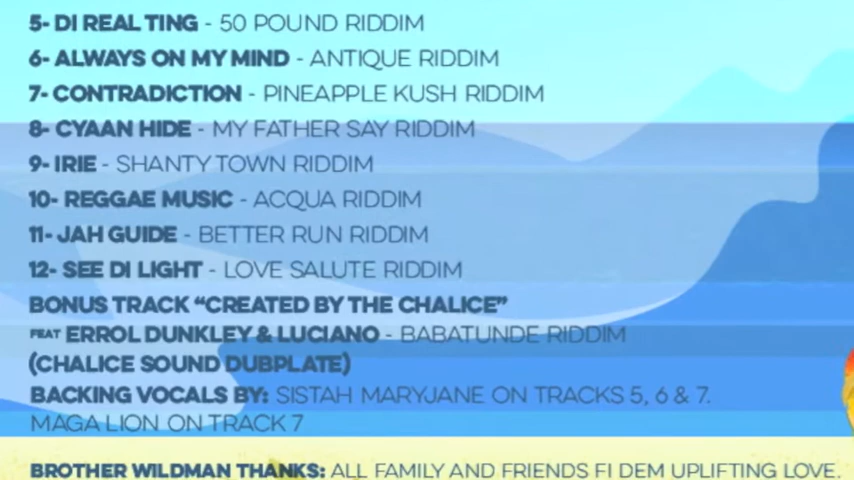 5- DI REAL TING - 50 POUND RIDDIM
6- ALWAYS ON MY MIND - ANTIQUE RIDDIM
7- CONTRADICTION - PINEAPPLE KUSH RIDDIM
8- CYAAN HIDE - MY FATHER SAY RIDDIM
9- IRIE - SHANTY TOWN RIDDIM
10- REGGAE MUSIC - ACQUA RIDDIM
11- JAH GUIDE - BETTER RUN RIDDIM
12- SEE DI LIGHT - LOVE SALUTE RIDDIM
BONUS TRACK “CREATED BY THE CHALICE”
FEAT ERROL DUNKLEY & LUCIANO - BABATUNDE RIDDIM
(CHALICE SOUND DUBPLATE)
BACKING VOCALS BY: SISTAH MARYJANE ON TRACKS 5, 6 & 7.
MAGA LION ON TRACK 7
BROTHER WILDMAN THANKS: ALL FAMILY AND FRIENDS FI DEM UPLIFTING LOVE.